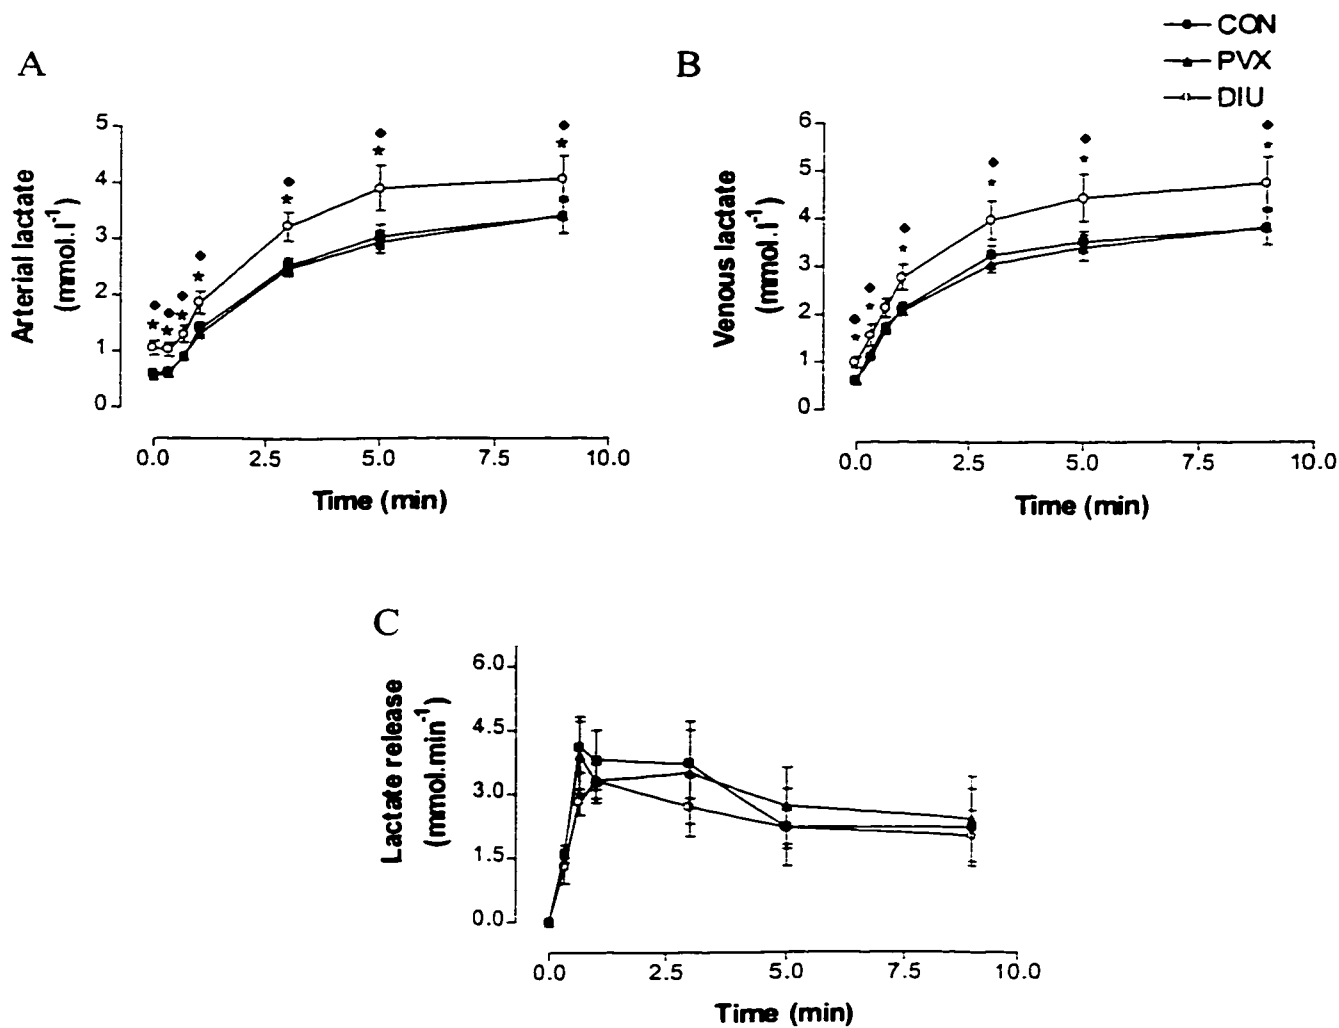 CON
PVX
DIU
A
B
Arterial lactate
(mmol.l⁻¹)
5
4
3
2
1
0
0.0 2.5 5.0 7.5 10.0
Time (min)
Venous lactate
(mmol.l⁻¹)
6
5
4
3
2
1
0
0.0 2.5 5.0 7.5 10.0
Time (min)
C
Lactate release
(mmol.min⁻¹)
6.0
4.5
3.0
1.5
0.0
0.0 2.5 5.0 7.5 10.0
Time (min)